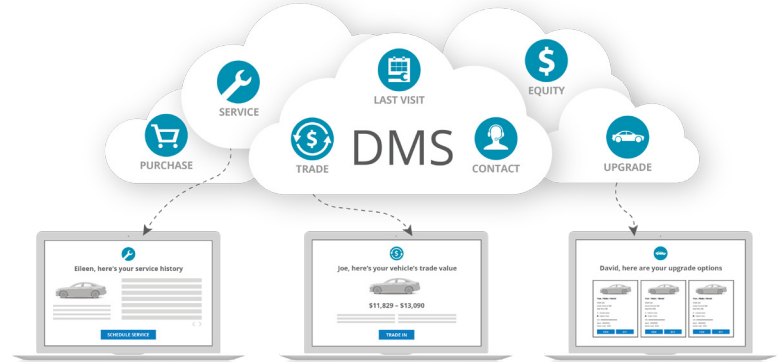 LAST VISIT
EQUITY
SERVICE
DMS
PURCHASE
TRADE
CONTACT
UPGRADE
Eileen, here's your service history
SCHEDULE SERVICE
Joe, here's your vehicle's trade value
$11,829 – $13,090
TRADE IN
David, here are your upgrade options